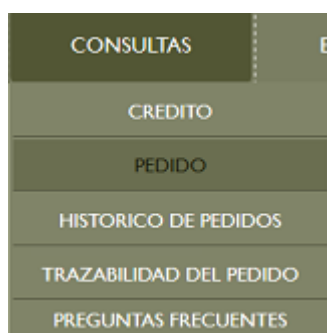 CONSULTAS
CREDITO
PEDIDO
HISTORICO DE PEDIDOS
TRAZABILIDAD DEL PEDIDO
PREGUNTAS FRECUENTES